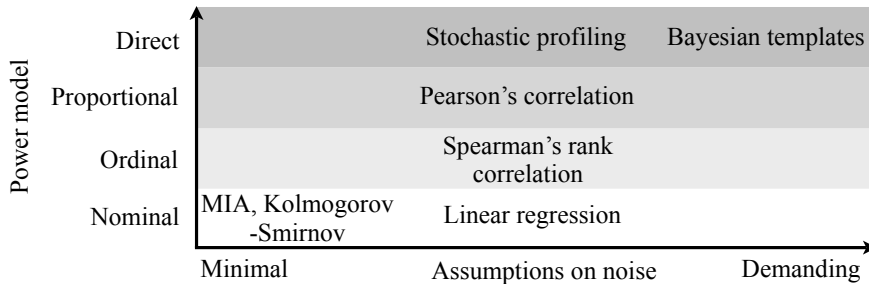 Power model
Direct
Stochastic profiling
Bayesian templates
Proportional
Pearson's correlation
Ordinal
Spearman's rank
correlation
Nominal
MIA, Kolmogorov
-Smirnov
Linear regression
Minimal
Assumptions on noise
Demanding